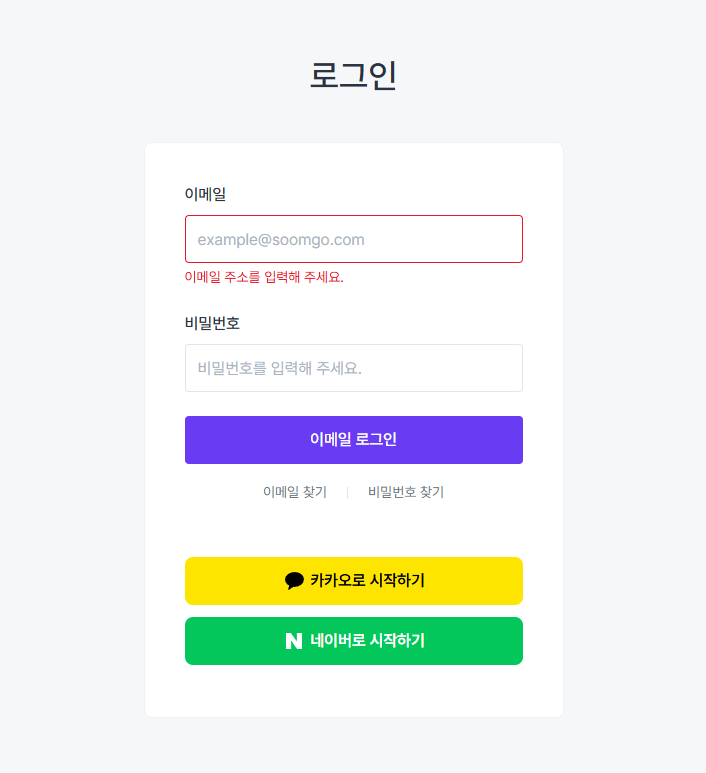 로그인
이메일
example@soomgo.com
이메일 주소를 입력해 주세요.
비밀번호
비밀번호를 입력해 주세요.
이메일 로그인
이메일 찾기 | 비밀번호 찾기
카카오로 시작하기
N 네이버로 시작하기